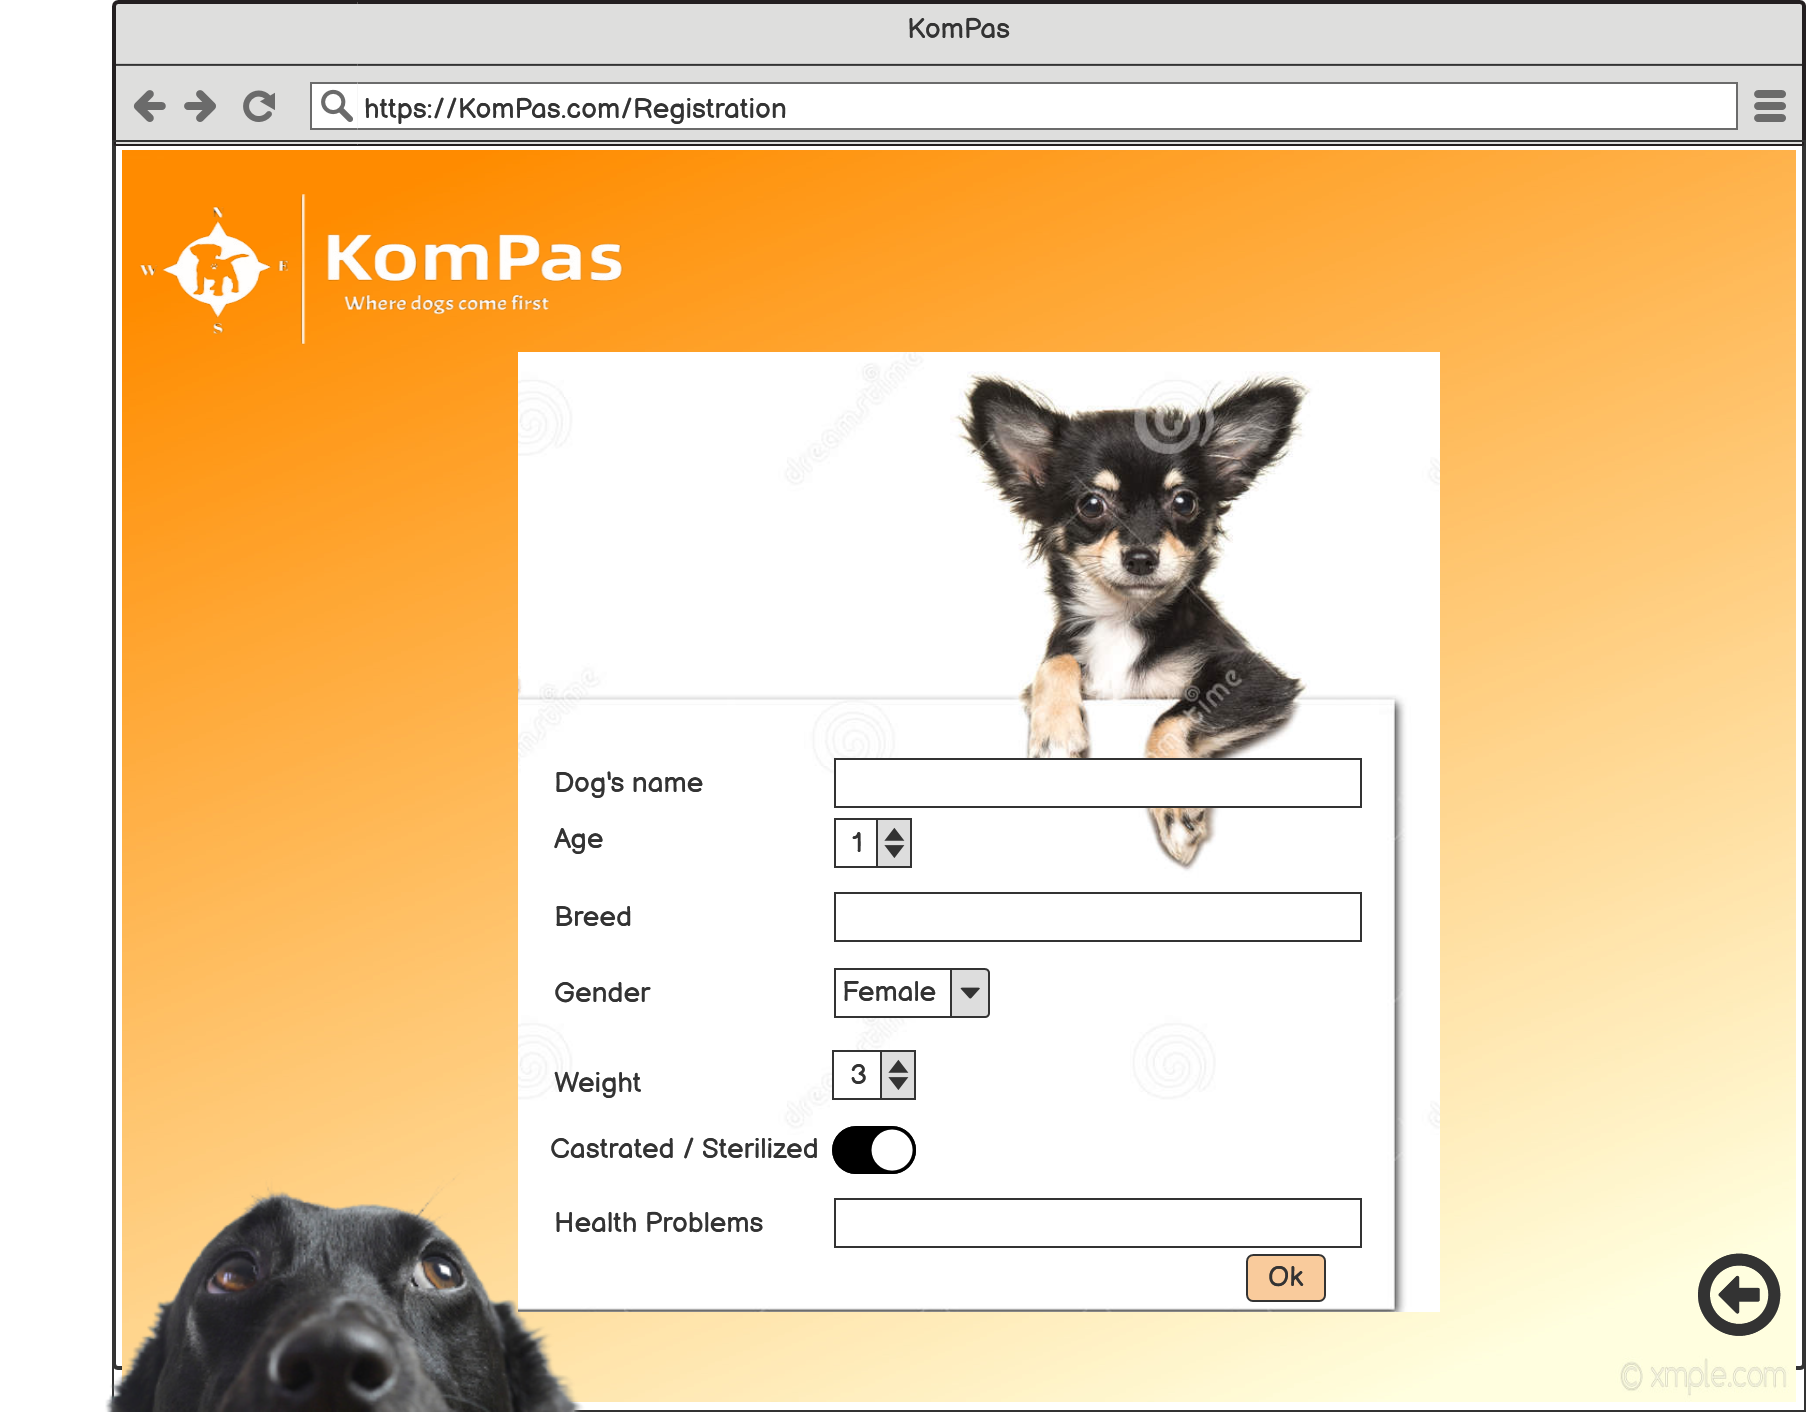 KomPas
https://KomPas.com/Registration
N
W
E
S
KomPas
Where dogs come first
dreamstime
Dog's name
Age
1
Breed
Gender
Female
Weight
3
Castrated / Sterilized
Health Problems
Ok
© xmple.com